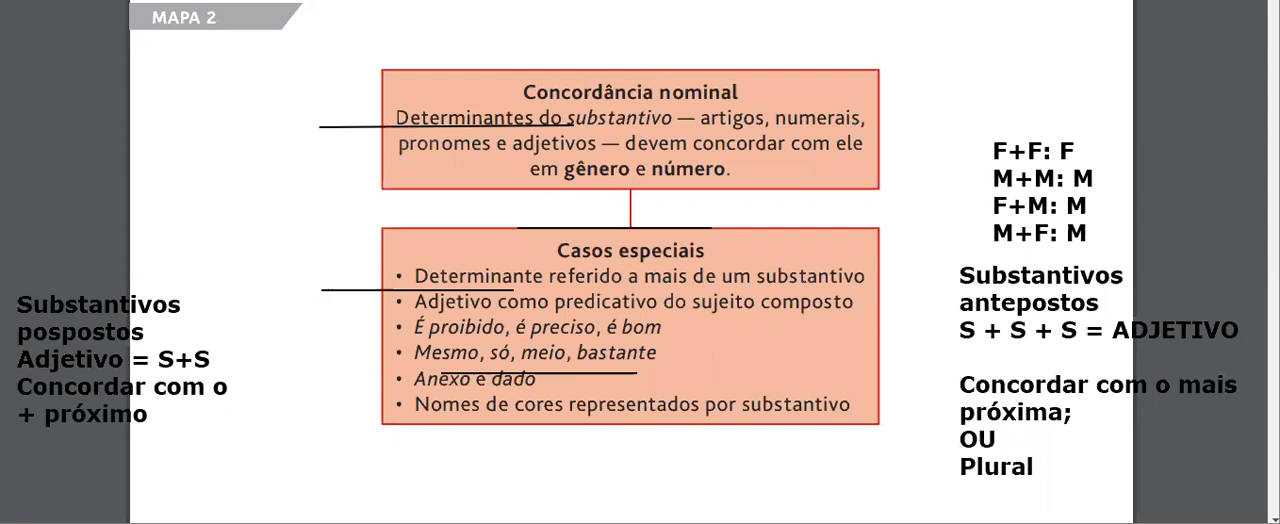 MAPA 2
Concordância nominal
Determinantes do substantivo — artigos, numerais,
pronomes e adjetivos — devem concordar com ele
em gênero e número.
Casos especiais
• Determinante referido a mais de um substantivo
• Adjetivo como predicativo do sujeito composto
• É proibido, é preciso, é bom
• Mesmo, só, meio, bastante
• Anexo e dado
• Nomes de cores representados por substantivo
Substantivos
pospostos
Adjetivo = S+S
Concordar com o
+ próximo
F+F: F
M+M: M
F+M: M
M+F: M
Substantivos
antepostos
S + S + S = ADJETIVO
Concordar com o mais
próxima;
OU
Plural